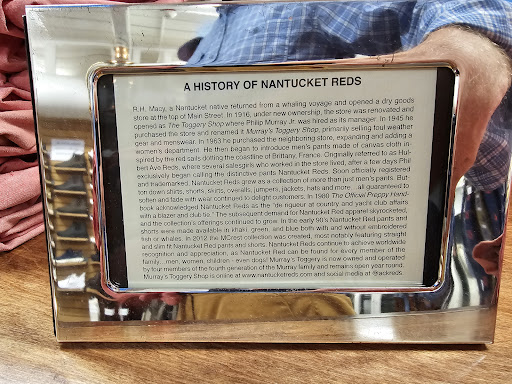 A HISTORY OF NANTUCKET REDS
R.H. Macy, a Nantucket native returned from a whaling voyage and opened a dry goods
store at the top of Main Street. In 1916, under new ownership, the store was renovated and
opened as The Toggery Shop where Philip Murray Jr. was hired as its manager. In 1945 he
purchased the store and renamed it Murray's Toggery Shop, primarily selling foul weather
gear and menswear. In 1963 he purchased the neighboring store, expanding and adding a
women's department. He then began to introduce men's pants made of canvas cloth in-
spired by the red sails dotting the coastline of Brittany, France. Originally referred to as Hul-
bert Ave Reds, where several salesgirls who worked in the store lived, after a few days Phil
exclusively began calling the distinctive pants Nantucket Reds. Soon officially registered
and trademarked, Nantucket Reds grew as a collection of more than just men's pants. But-
ton down shirts, shorts, skirts, overalls, jumpers, jackets, hats and more... all guaranteed to
soften and fade with wear continued to delight customers. In 1980 The Official Preppy Hand-
book acknowledged Nantucket Reds as the "de rigueur at country and yacht club affairs
with a blazer and club tie." The subsequent demand for Nantucket Red apparel skyrocketed,
and the collection's offerings continued to grow. In the early 90's Nantucket Red pants and
shorts were made available in khaki, green, and blue both with and without embroidered
fish or whales. In 2012 the MCrest collection was created, most notably featuring straight
and slim fit Nantucket Red pants and shorts. Nantucket Reds continue to achieve worldwide
recognition and appreciation, as Nantucket Red can be found for every member of the
family...men, women, children - even dogs! Murray's Toggery is now owned and operated
by four members of the fourth generation of the Murray family and remains open year round.
Murray's Toggery Shop is online at www.nantucketreds.com and social media at @ackreds.